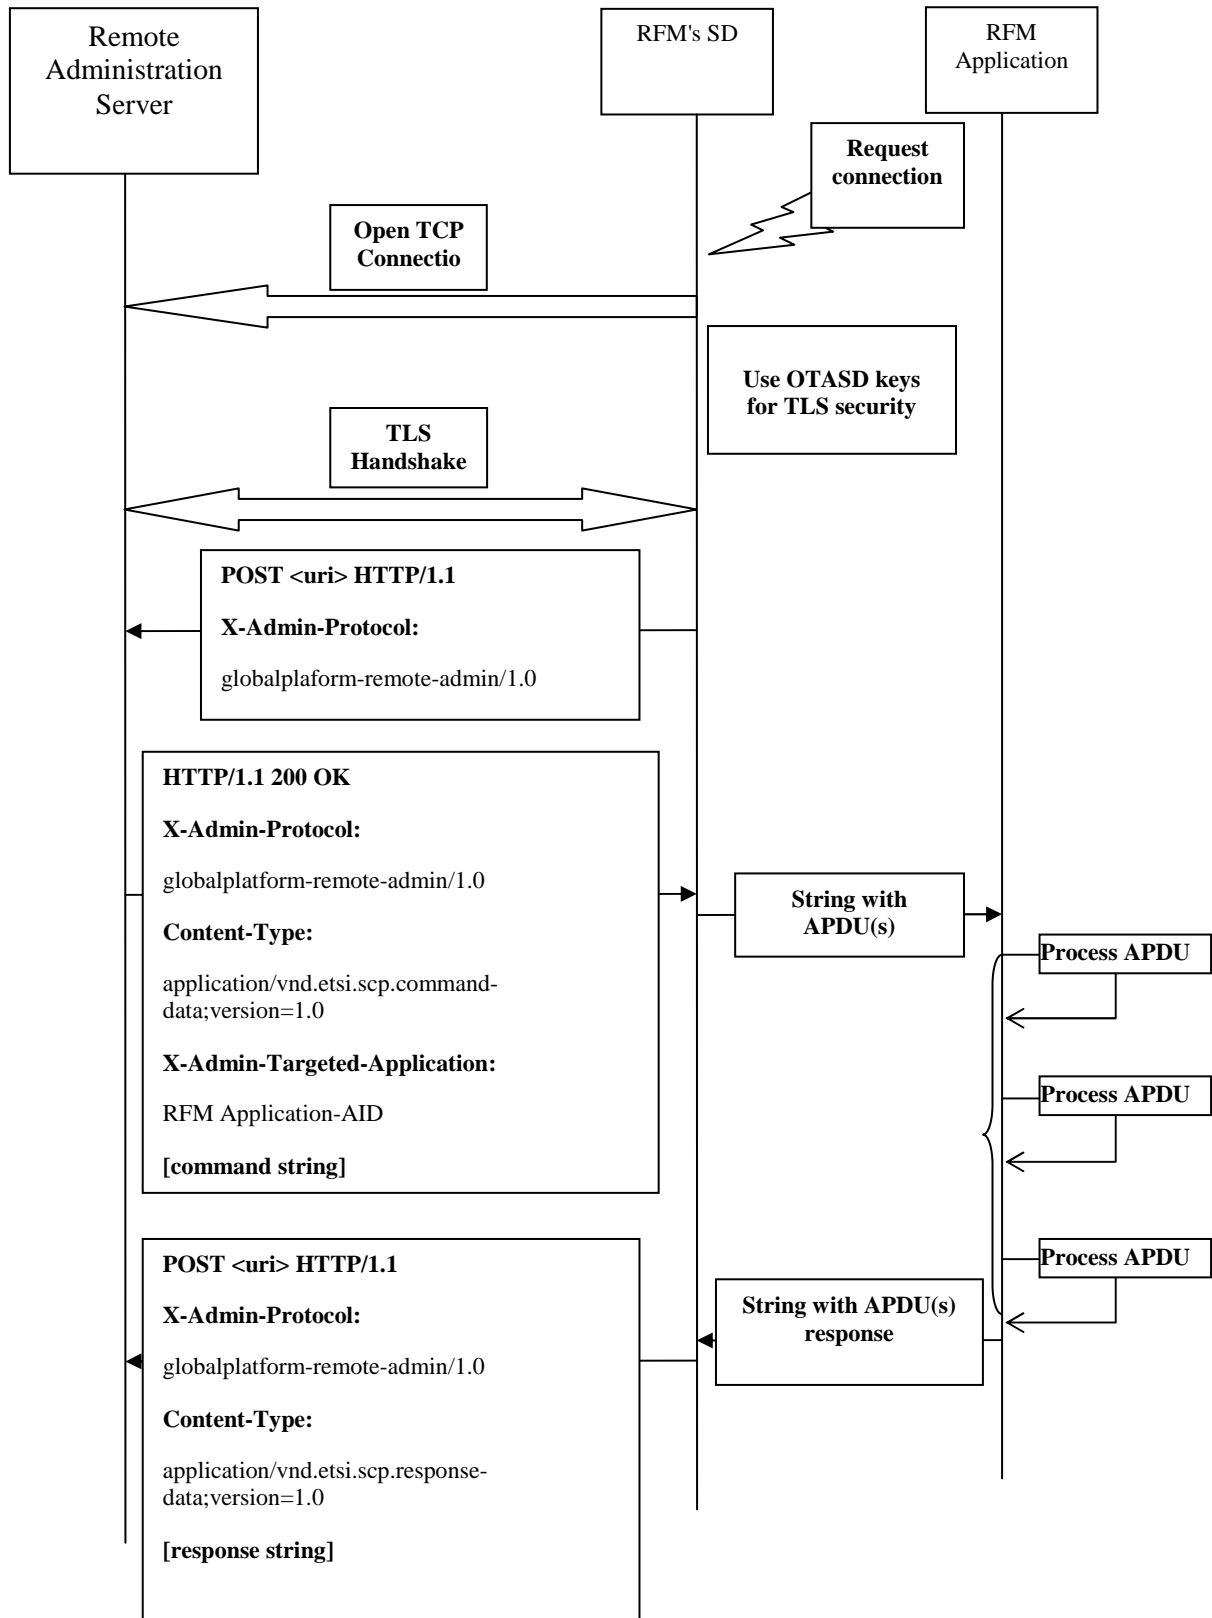 Remote
Administration
Server
RFM's SD
RFM
Application
Request
connection
Open TCP
Connectio
Use OTASD keys
for TLS security
TLS
Handshake
POST <uri> HTTP/1.1
X-Admin-Protocol:
globalplaform-remote-admin/1.0
HTTP/1.1 200 OK
X-Admin-Protocol:
globalplatform-remote-admin/1.0
Content-Type:
application/vnd.etsi.scp.command-
data;version=1.0
X-Admin-Targeted-Application:
RFM Application-AID
[command string]
String with
APDU(s)
Process APDU
Process APDU
Process APDU
String with APDU(s)
response
POST <uri> HTTP/1.1
X-Admin-Protocol:
globalplatform-remote-admin/1.0
Content-Type:
application/vnd.etsi.scp.response-
data;version=1.0
[response string]